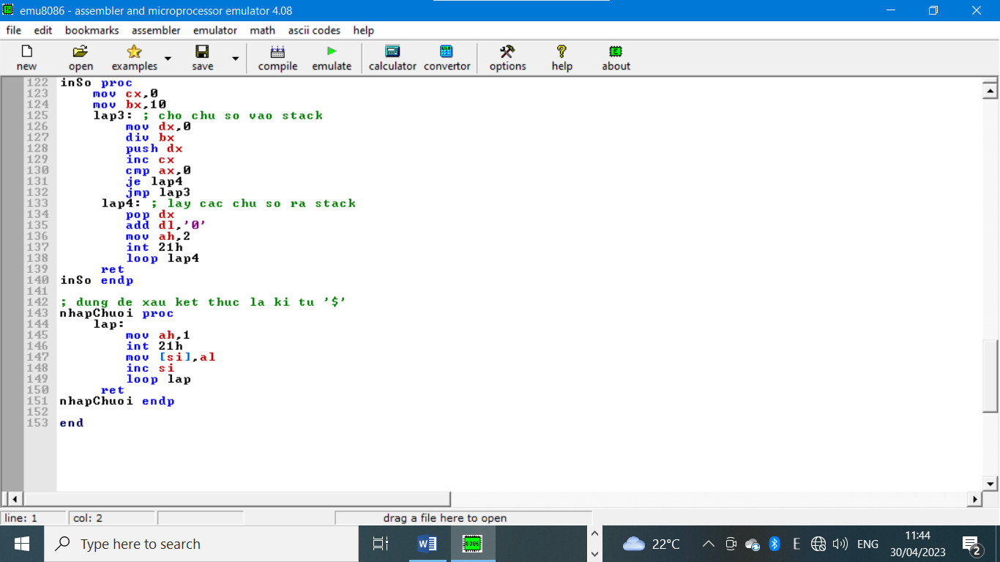 emu8086 - assembler and microprocessor emulator 4.08
file edit bookmarks assembler emulator math ascii codes help
new open examples save compile emulate calculator convertor options help about
122 inSo proc
123 mov cx,0
124 mov bx,10
125 lap3: ; cho chu so vao stack
126 mov dx,0
127 div bx
128 push dx
129 inc cx
130 cmp ax,0
131 je lap4
132 jmp lap3
133 lap4: ; lay cac chu so ra stack
134 pop dx
135 add dl,'0'
136 mov ah,2
137 int 21h
138 loop lap4
139 ret
140 inSo endp
141
142 ; dung de xau ket thuc la ki tu '$'
143 nhapChuoi proc
144 lap:
145 mov ah,1
146 int 21h
147 mov [si],al
148 inc si
149 loop lap
150 ret
151 nhapChuoi endp
152
153 end
line: 1 col: 2 drag a file here to open
Type here to search 22°C ENG 11:44
30/04/2023 2